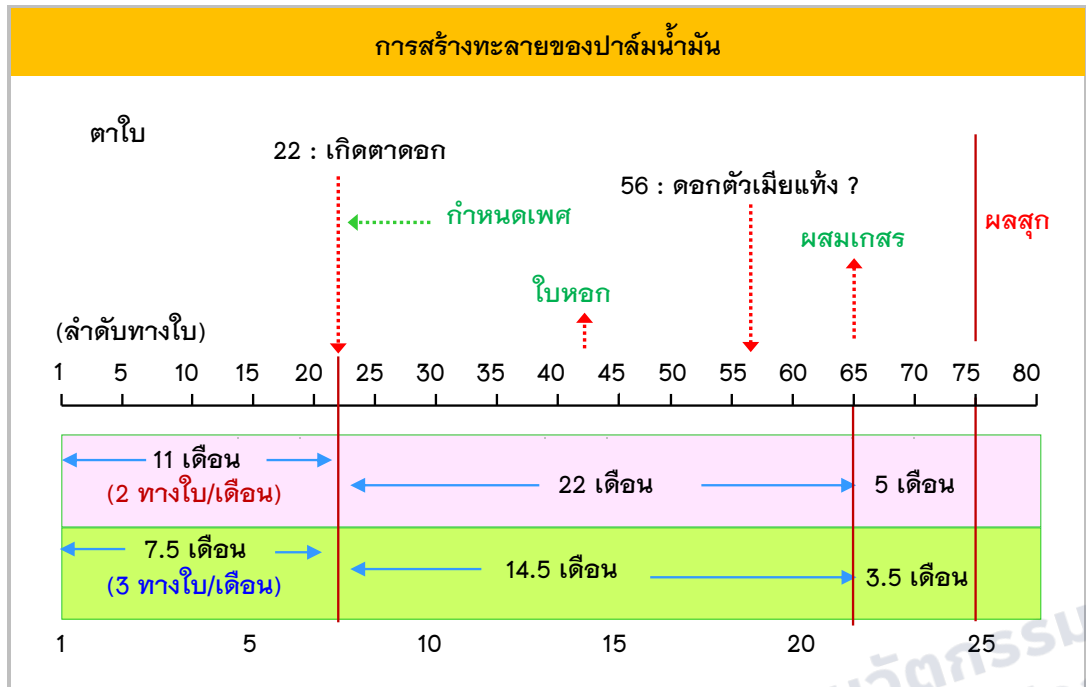 การสร้างทะลายของปาล์มน้ำมัน
ตาใบ
22 : เกิดตาดอก
56 : ดอกตัวเมียแท้ง ?
กำหนดเพศ
ผสมเกสร
ผลสุก
ใบหอก
(ลำดับทางใบ)
1 5 10 15 20 25 30 35 40 45 50 55 60 65 70 75 80
11 เดือน
(2 ทางใบ/เดือน)
22 เดือน
5 เดือน
7.5 เดือน
(3 ทางใบ/เดือน)
14.5 เดือน
3.5 เดือน
1 5 10 15 20 25